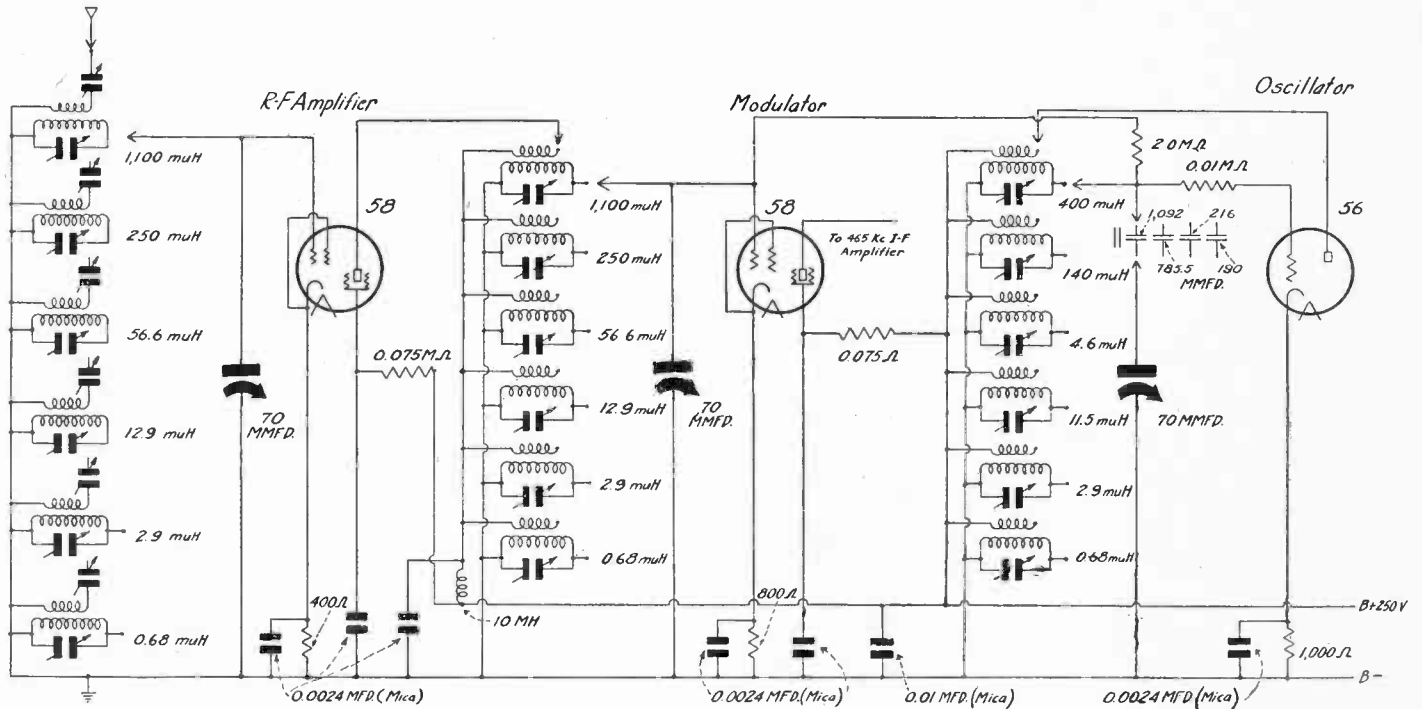 R-F Amplifier
Modulator
Oscillator
1,100 muH
250 muH
56.6 muH
12.9 muH
2.9 muH
0.68 muH
70
MMFD.
58
0.075 MΩ
400Ω
0.0024 MFD. (Mica)
10 MH
1,100 muH
250 muH
56 6 muH
12.9 muH
2.9 muH
0.68 muH
70
MMFD.
58
To 465 Kc I-F
Amplifier
0.075 Ω
800Ω
0.0024 MFD. (Mica)
0.01 MFD. (Mica)
400 muH
140 muH
4.6 muH
11.5 muH
2.9 muH
0.68 muH
2.0 MΩ
0.01 MΩ
1,092
216
785.5
190
MMFD.
70 MMFD.
56
B+250V
1,000Ω
B-
0.0024 MFD (Mica)